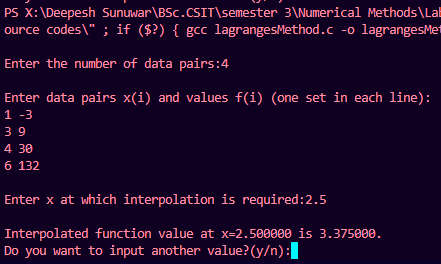 PS X:\Deepesh Sunuwar\BSc.CSIT\semester 3\Numerical Methods\Lab
ource codes\" ; if ($?) { gcc lagrangesMethod.c -o lagrangesMet
Enter the number of data pairs:4
Enter data pairs x(i) and values f(i) (one set in each line):
1 -3
3 9
4 30
6 132
Enter x at which interpolation is required:2.5
Interpolated function value at x=2.500000 is 3.375000.
Do you want to input another value?(y/n):